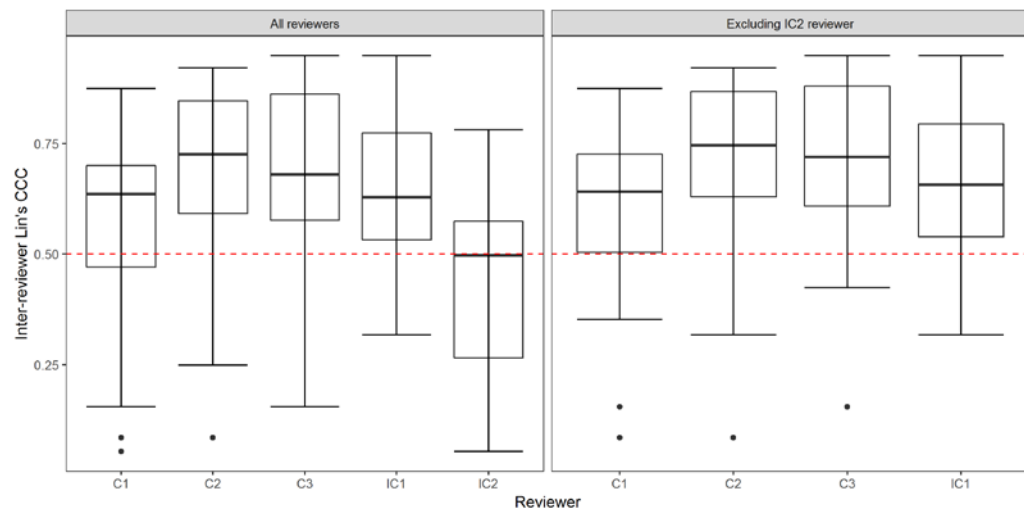 All reviewers
Excluding IC2 reviewer
Inter-reviewer Lin's CCC
0.75
0.50
0.25
C1 C2 C3 IC1 IC2
C1 C2 C3 IC1
Reviewer